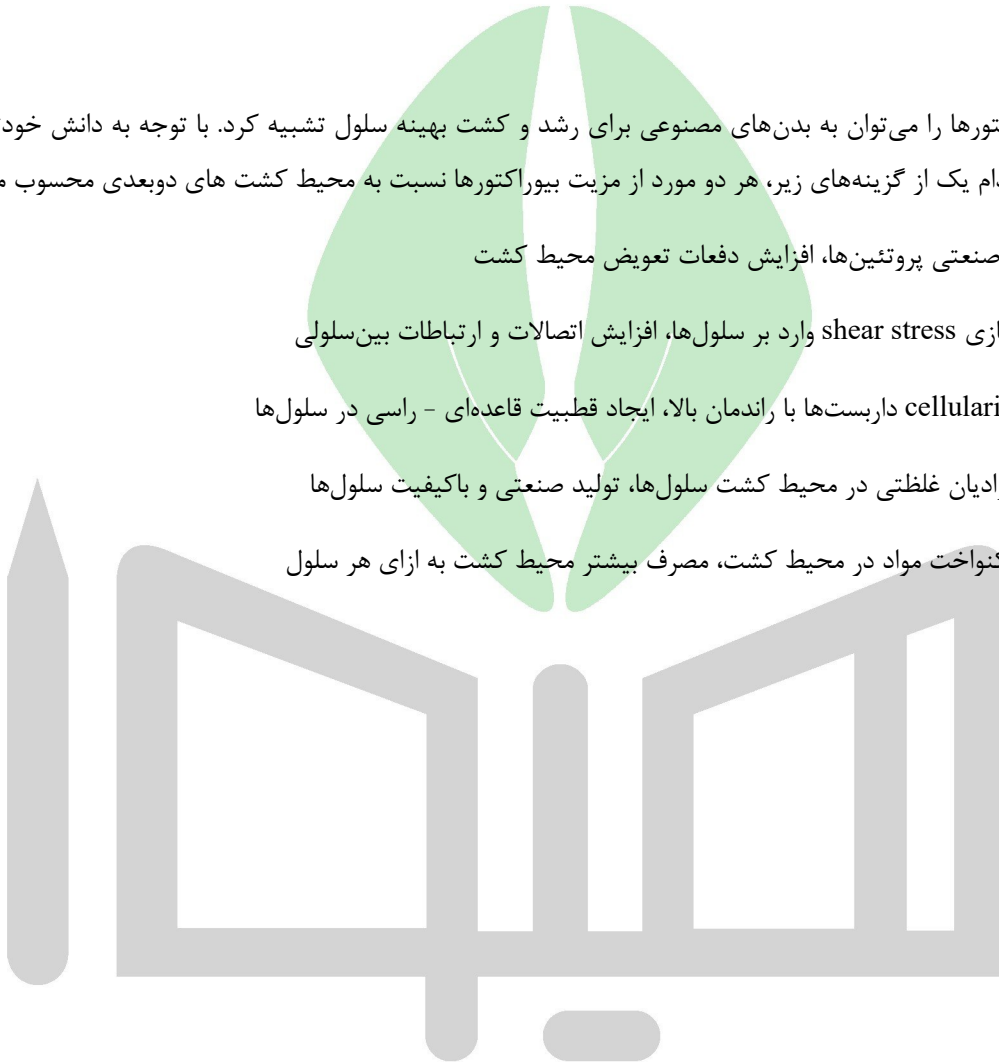 تورها را می‌توان به بدن‌های مصنوعی برای رشد و کشت بهینه سلول تشبیه کرد. با توجه به دانش خود
دام یک از گزینه‌های زیر، هر دو مورد از مزیت بیوراکتورها نسبت به محیط کشت های دوبعدی محسوب
صنعتی پروتئین‌ها، افزایش دفعات تعویض محیط کشت
ازی shear stress وارد بر سلول‌ها، افزایش اتصالات و ارتباطات بین‌سلولی
cellulari داربست‌ها با راندمان بالا، ایجاد قطبیت قاعده‌ای - راسی در سلول‌ها
رادیان غلظتی در محیط کشت سلول‌ها، تولید صنعتی و باکیفیت سلول‌ها
کنواخت مواد در محیط کشت، مصرف بیشتر محیط کشت به ازای هر سلول